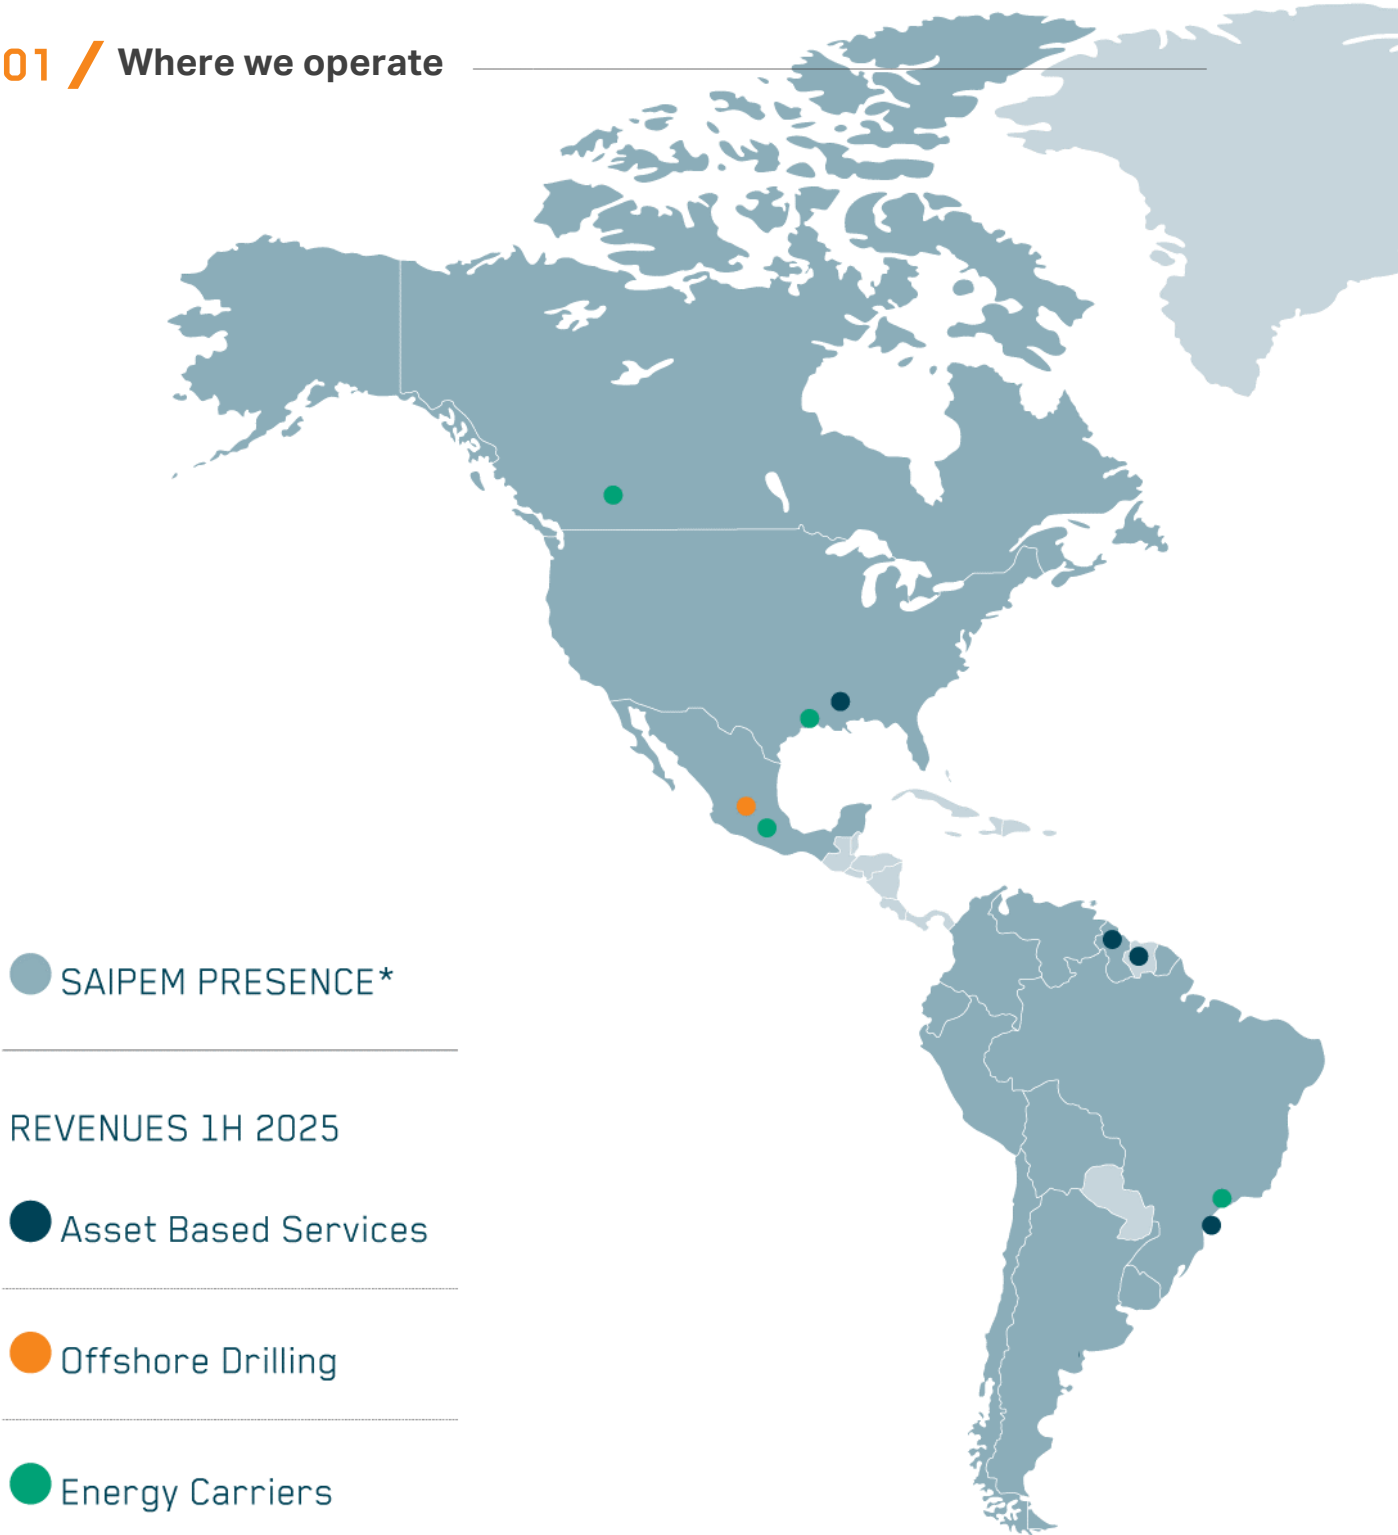 01 / Where we operate
SAIPEM PRESENCE*
REVENUES 1H 2025
Asset Based Services
Offshore Drilling
Energy Carriers